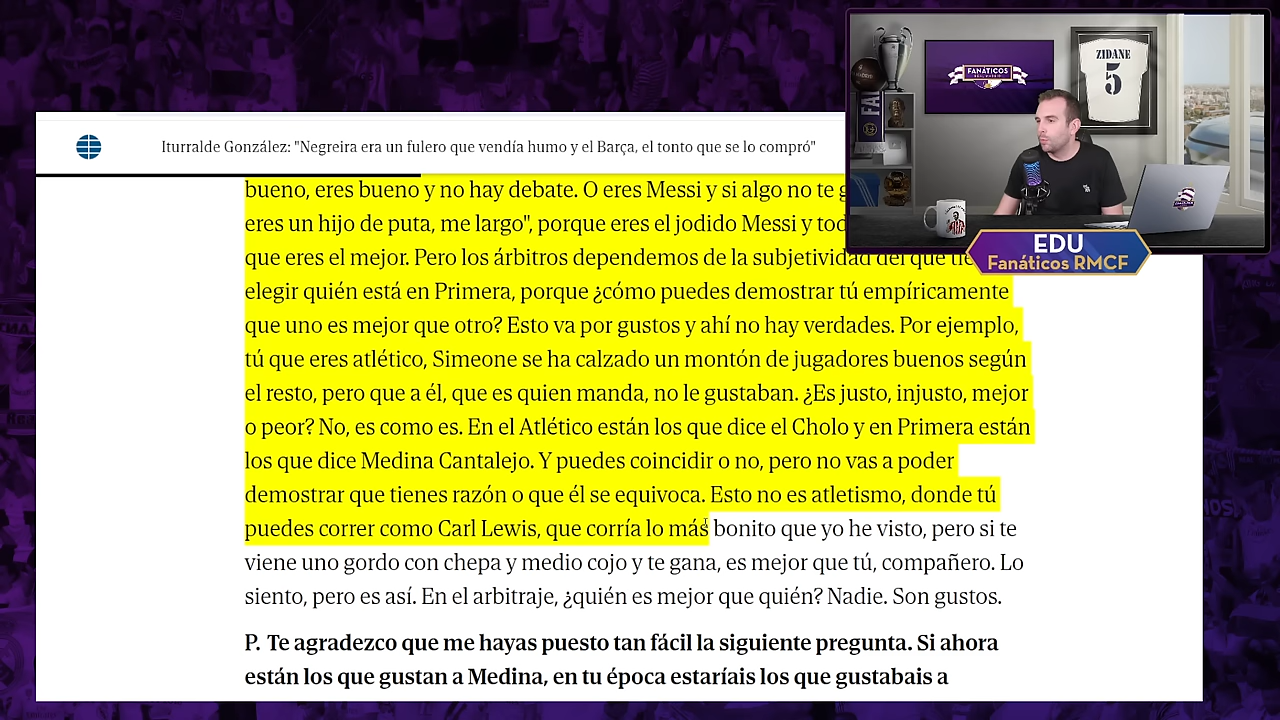 Iturralde González: "Negreira era un fulero que vendía humo y el Barça, el tonto que se lo compró"
bueno, eres bueno y no hay debate. O eres Messi y si algo no te
eres un hijo de puta, me largo", porque eres el jodido Messi y
que eres el mejor. Pero los árbitros dependemos de la subjetividad del que
elegir quién está en Primera, porque ¿cómo puedes demostrar tú empíricamente
que uno es mejor que otro? Esto va por gustos y ahí no hay verdades. Por ejemplo,
tú que eres atlético, Simeone se ha calzado un montón de jugadores buenos según
el resto, pero que a él, que es quien manda, no le gustaban. ¿Es justo, injusto, mejor
o peor? No, es como es. En el Atlético están los que dice el Cholo y en Primera están
los que dice Medina Cantalejo. Y puedes coincidir o no, pero no vas a poder
demostrar que tienes razón o que él se equivoca. Esto no es atletismo, donde tú
puedes correr como Carl Lewis, que corría lo más bonito que yo he visto, pero si te
viene uno gordo con chepa y medio cojo y te gana, es mejor que tú, compañero. Lo
siento, pero es así. En el arbitraje, ¿quién es mejor que quién? Nadie. Son gustos.
P. Te agradezco que me hayas puesto tan fácil la siguiente pregunta. Si ahora
están los que gustan a Medina, en tu época estaríais los que gustabais a
FANÁTICOS
ZIDANE
5
EDU
Fanáticos RMCF